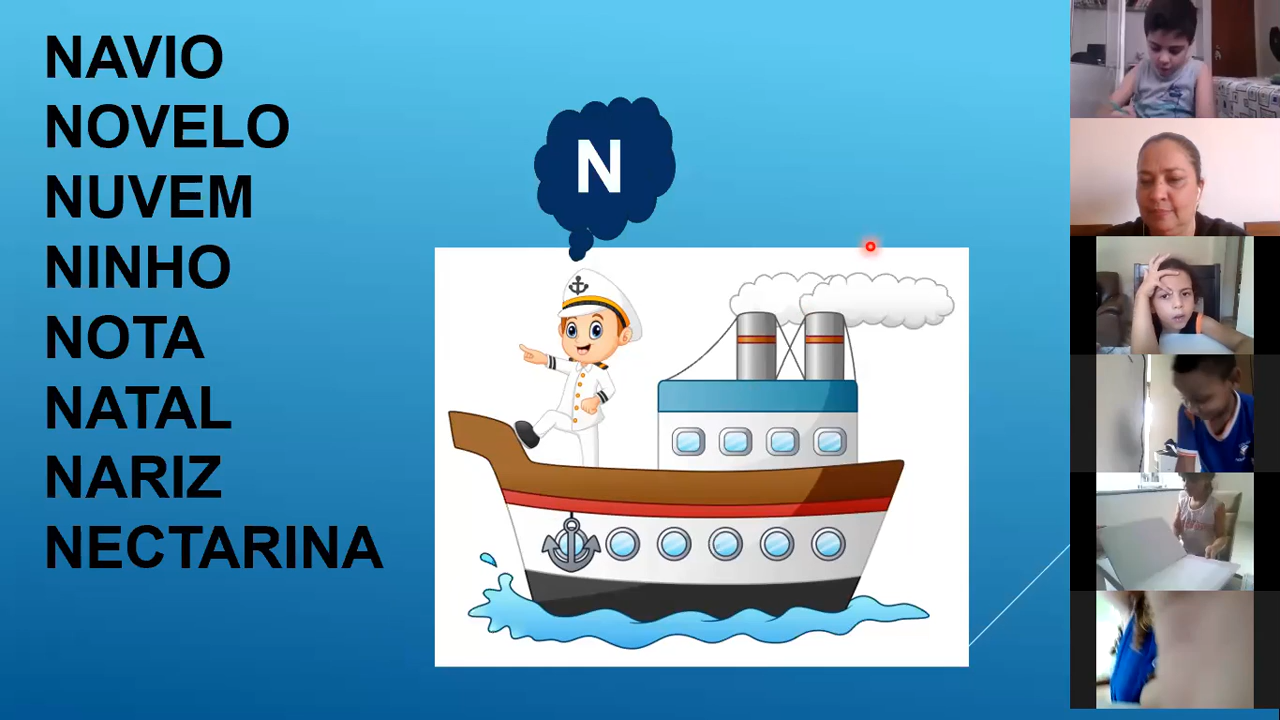 NAVIO
NOVELO
NUVEM
NINHO
NOTA
NATAL
NARIZ
NECTARINA
N